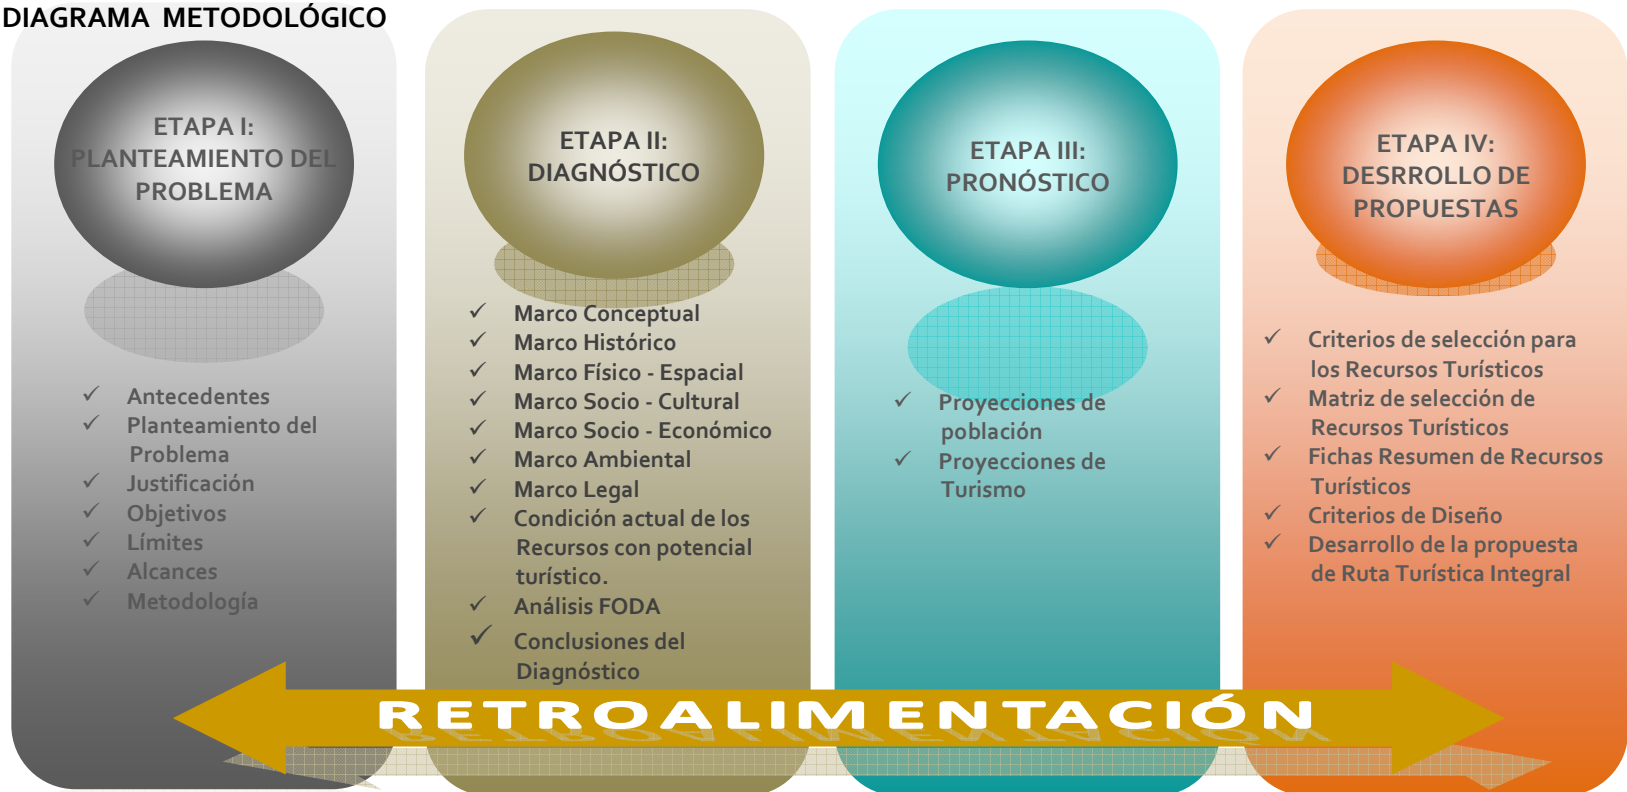 DIAGRAMA METODOLÓGICO
ETAPA I:
PLANTEAMIENTO DEL
PROBLEMA
✓ Antecedentes
✓ Planteamiento del
Problema
✓ Justificación
✓ Objetivos
✓ Límites
✓ Alcances
✓ Metodología
ETAPA II:
DIAGNÓSTICO
✓ Marco Conceptual
✓ Marco Histórico
✓ Marco Físico - Espacial
✓ Marco Socio - Cultural
✓ Marco Socio - Económico
✓ Marco Ambiental
✓ Marco Legal
✓ Condición actual de los
Recursos con potencial
turístico.
✓ Análisis FODA
✓ Conclusiones del
Diagnóstico
ETAPA III:
PRONÓSTICO
✓ Proyecciones de
población
✓ Proyecciones de
Turismo
ETAPA IV:
DESRROLLO DE
PROPUESTAS
✓ Criterios de selección para
los Recursos Turísticos
✓ Matriz de selección de
Recursos Turísticos
✓ Fichas Resumen de Recursos
Turísticos
✓ Criterios de Diseño
✓ Desarrollo de la propuesta
de Ruta Turística Integral
RETROALIMENTACIÓN